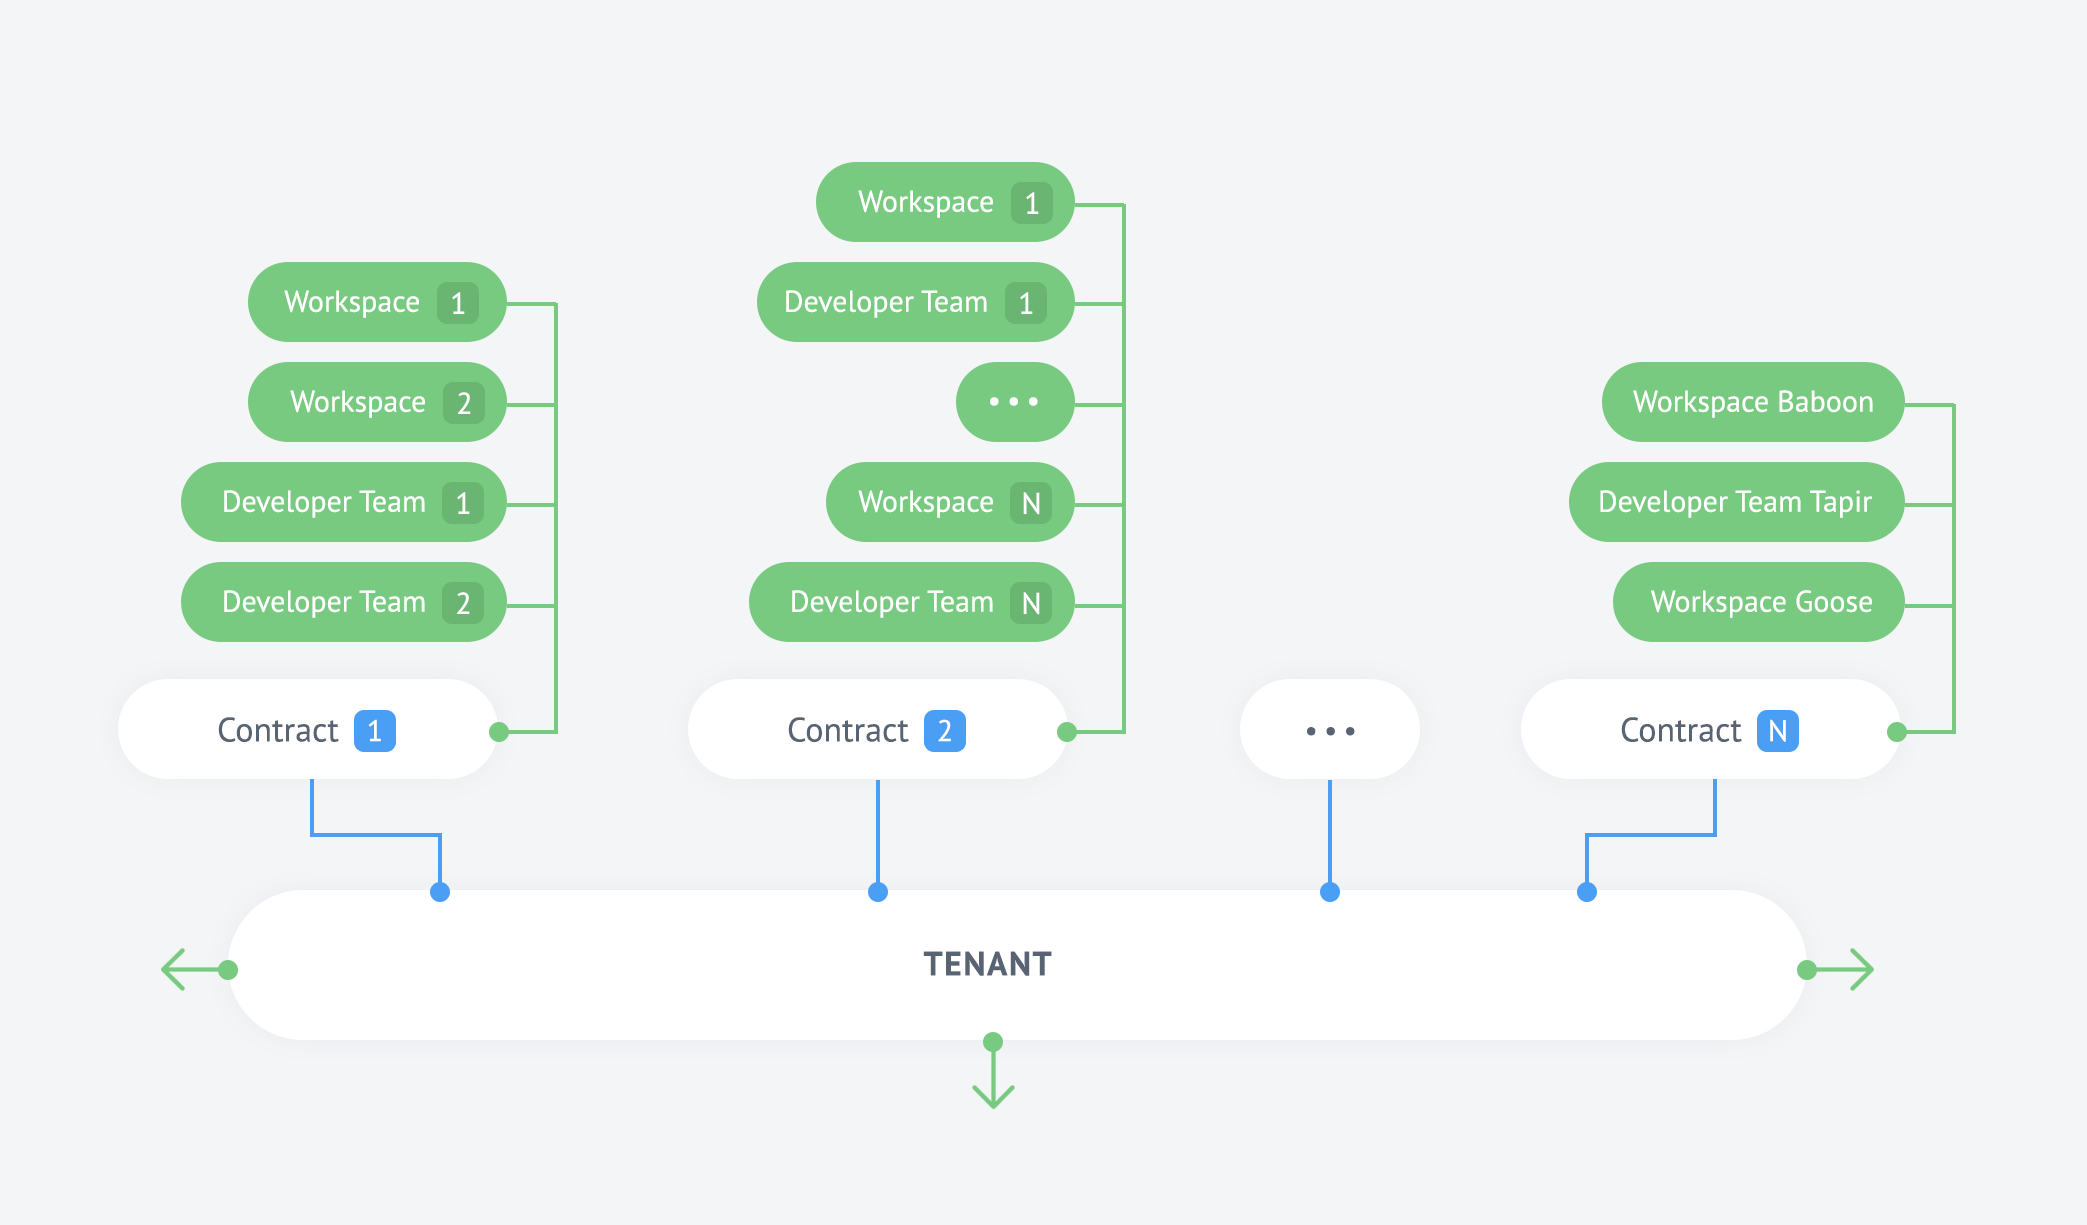 Workspace 1
Workspace 2
Developer Team 1
Developer Team 2
Contract 1
Workspace 1
Developer Team 1
...
Workspace N
Developer Team N
Contract 2
...
Workspace Baboon
Developer Team Tapir
Workspace Goose
Contract N
TENANT